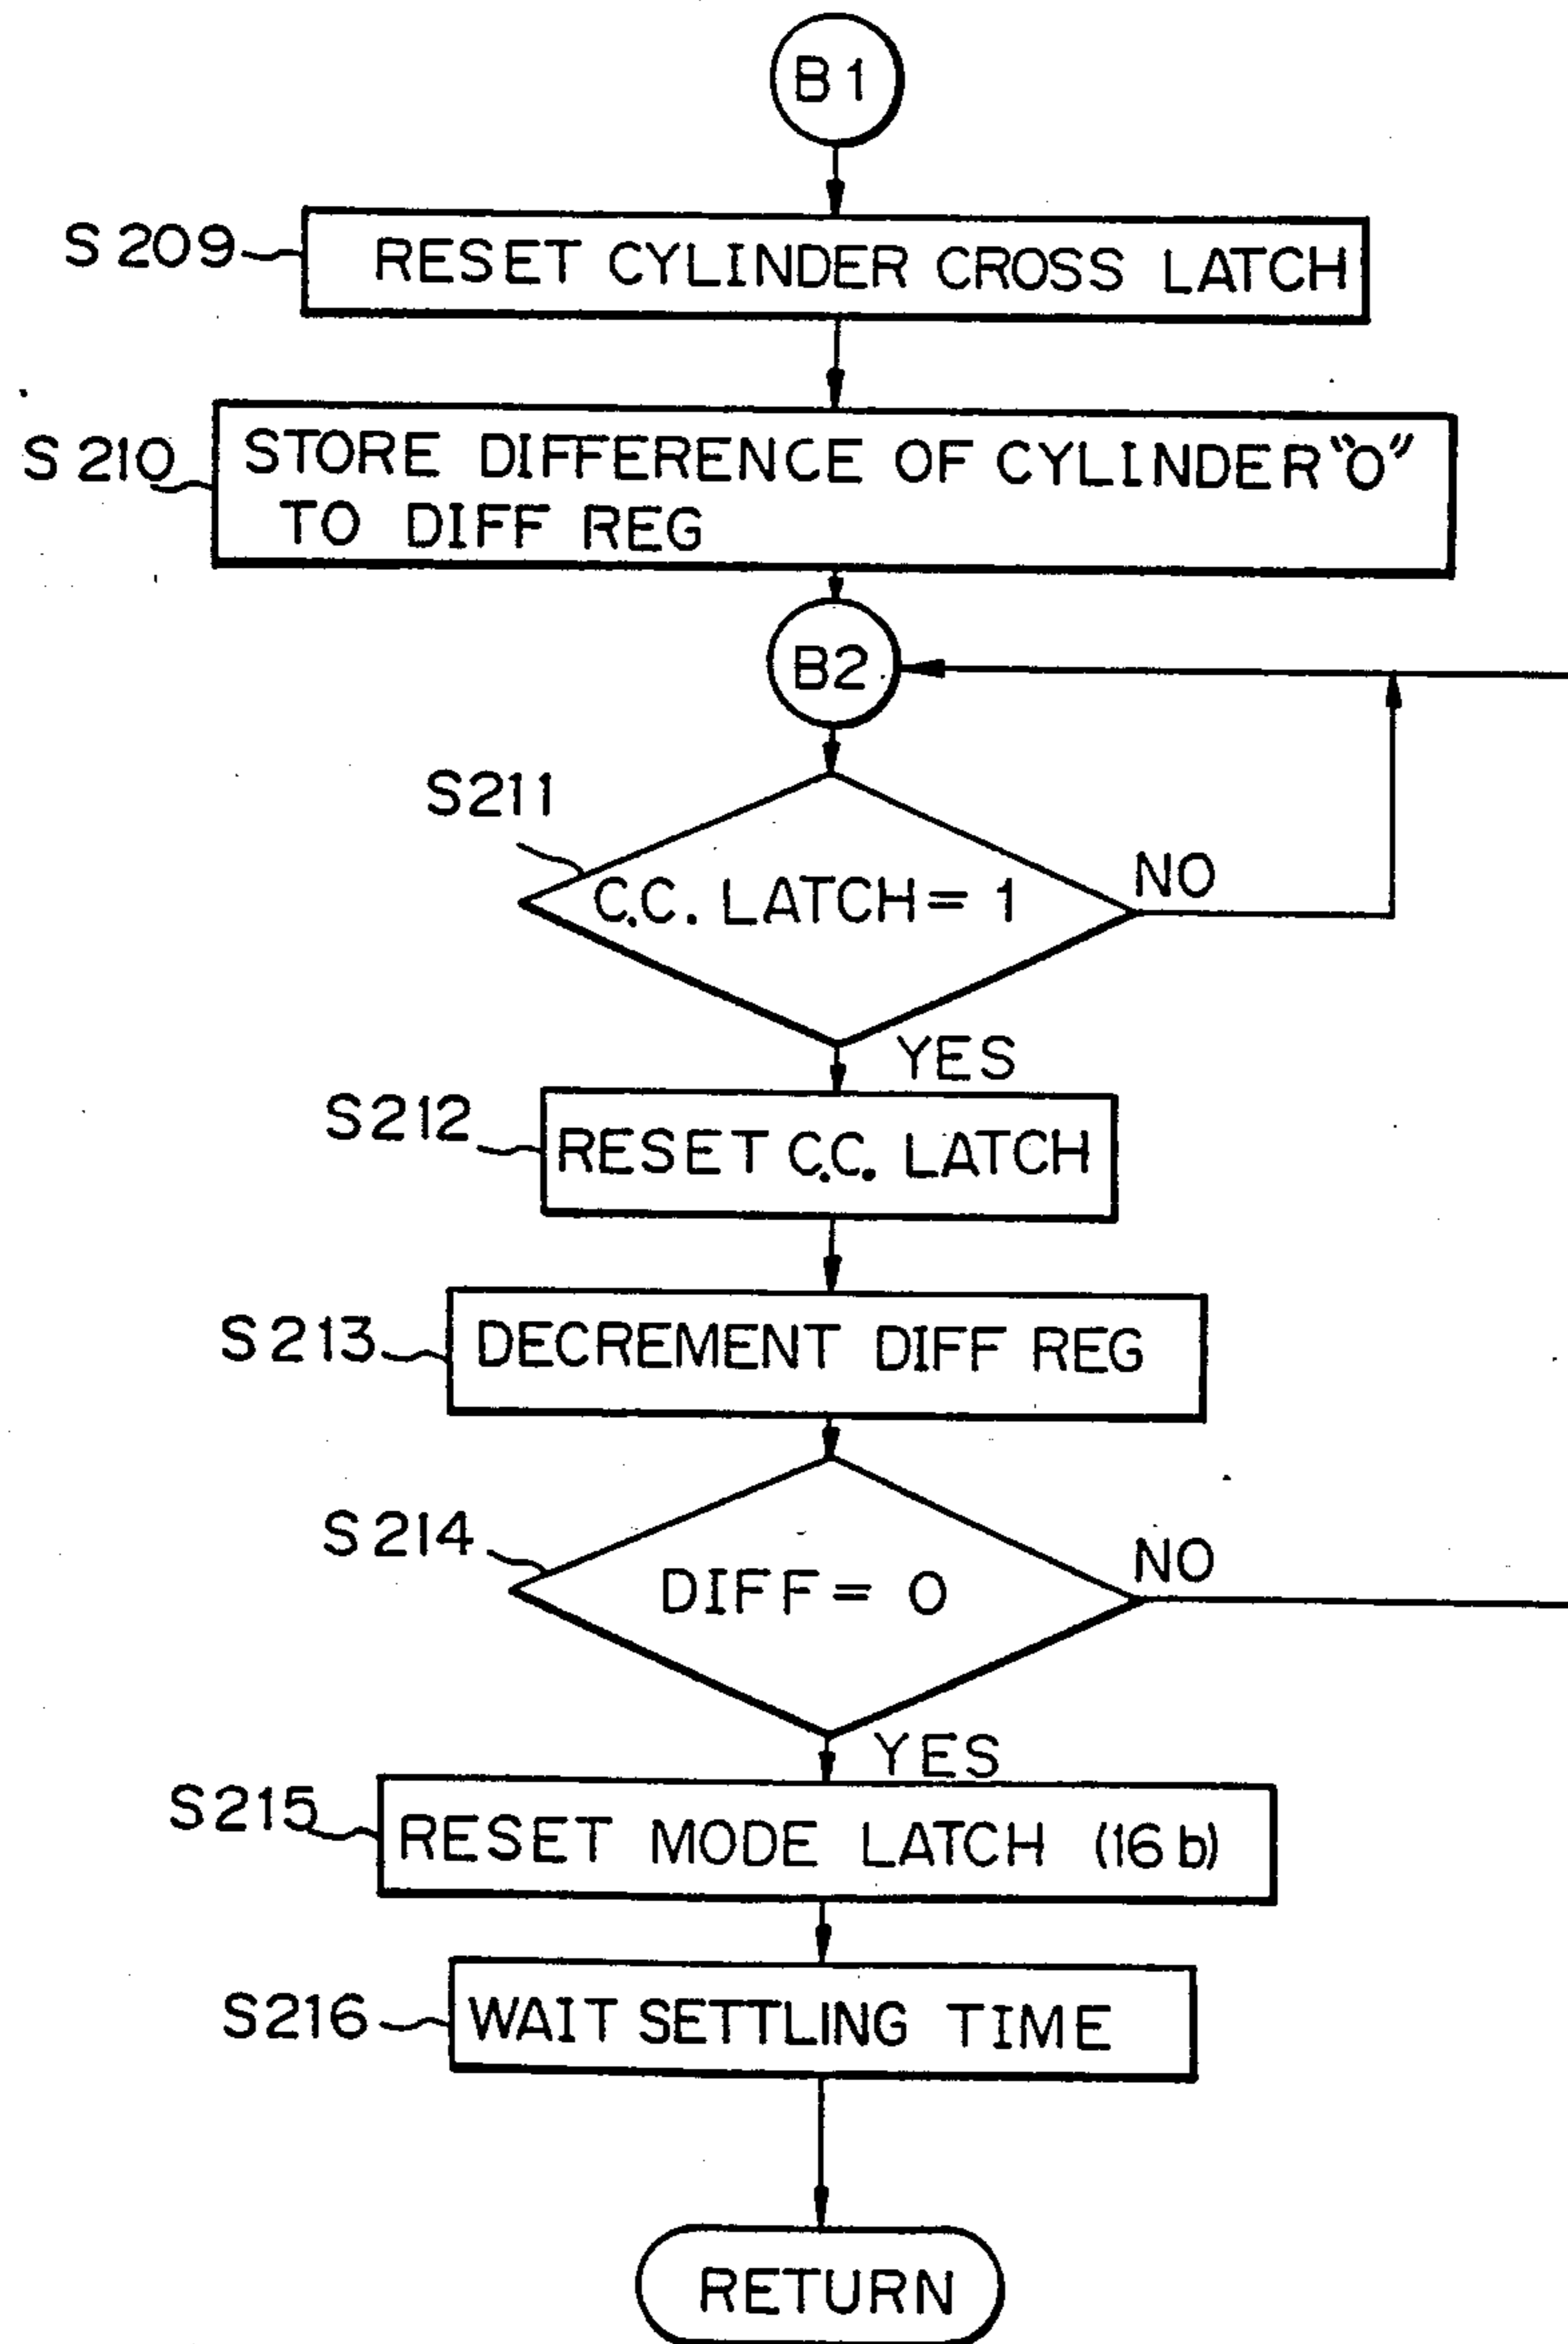 B1
S209
RESET CYLINDER CROSS LATCH
S210
STORE DIFFERENCE OF CYLINDER "O"
TO DIFF REG
B2
S211
C.C. LATCH = 1
NO
YES
S212
RESET C.C. LATCH
S213
DECREMENT DIFF REG
S214
DIFF = 0
NO
YES
S215
RESET MODE LATCH (16b)
S216
WAIT SETTLING TIME
RETURN